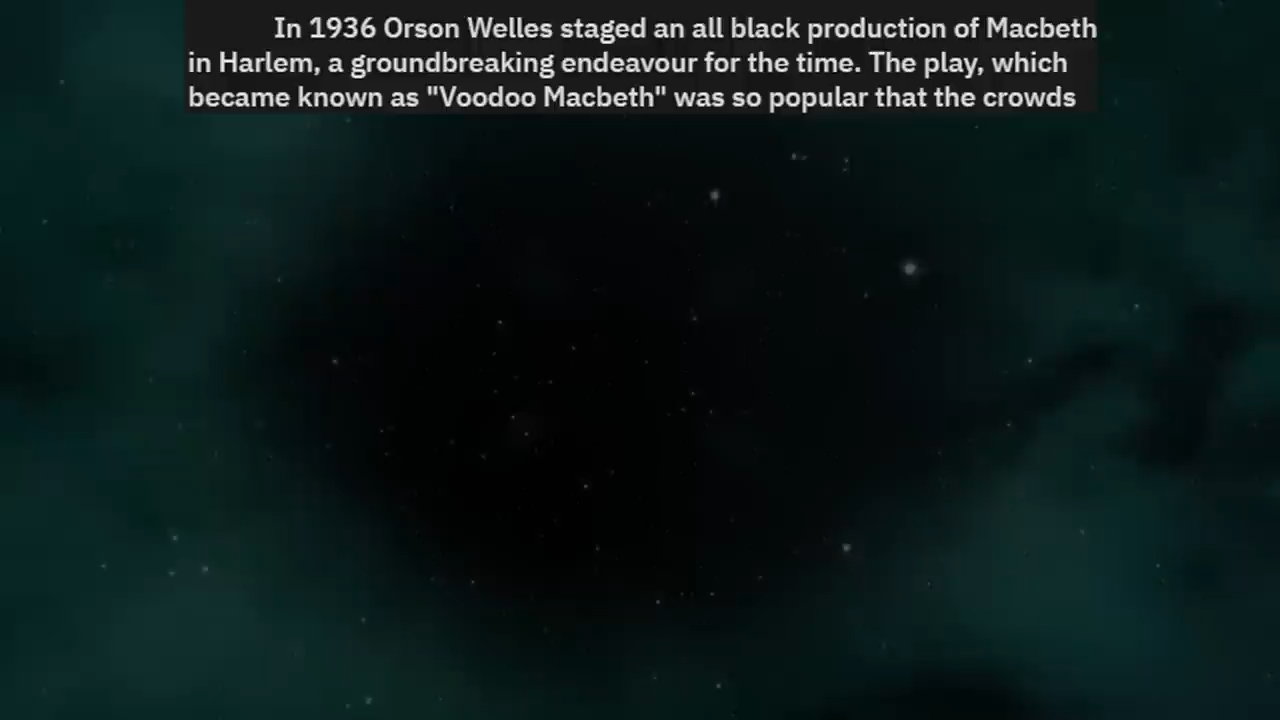 In 1936 Orson Welles staged an all black production of Macbeth
in Harlem, a groundbreaking endeavour for the time. The play, which
became known as "Voodoo Macbeth" was so popular that the crowds